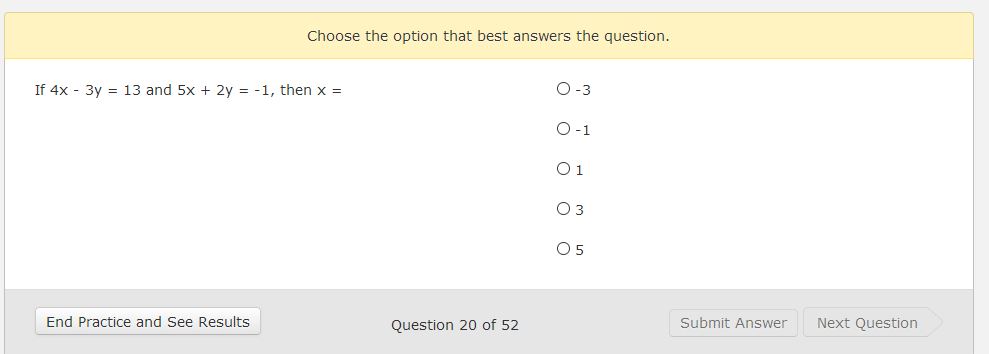 Choose the option that best answers the question.
If 4x - 3y = 13 and 5x + 2y = -1, then x =
-3
-1
1
3
5
End Practice and See Results
Question 20 of 52
Submit Answer
Next Question